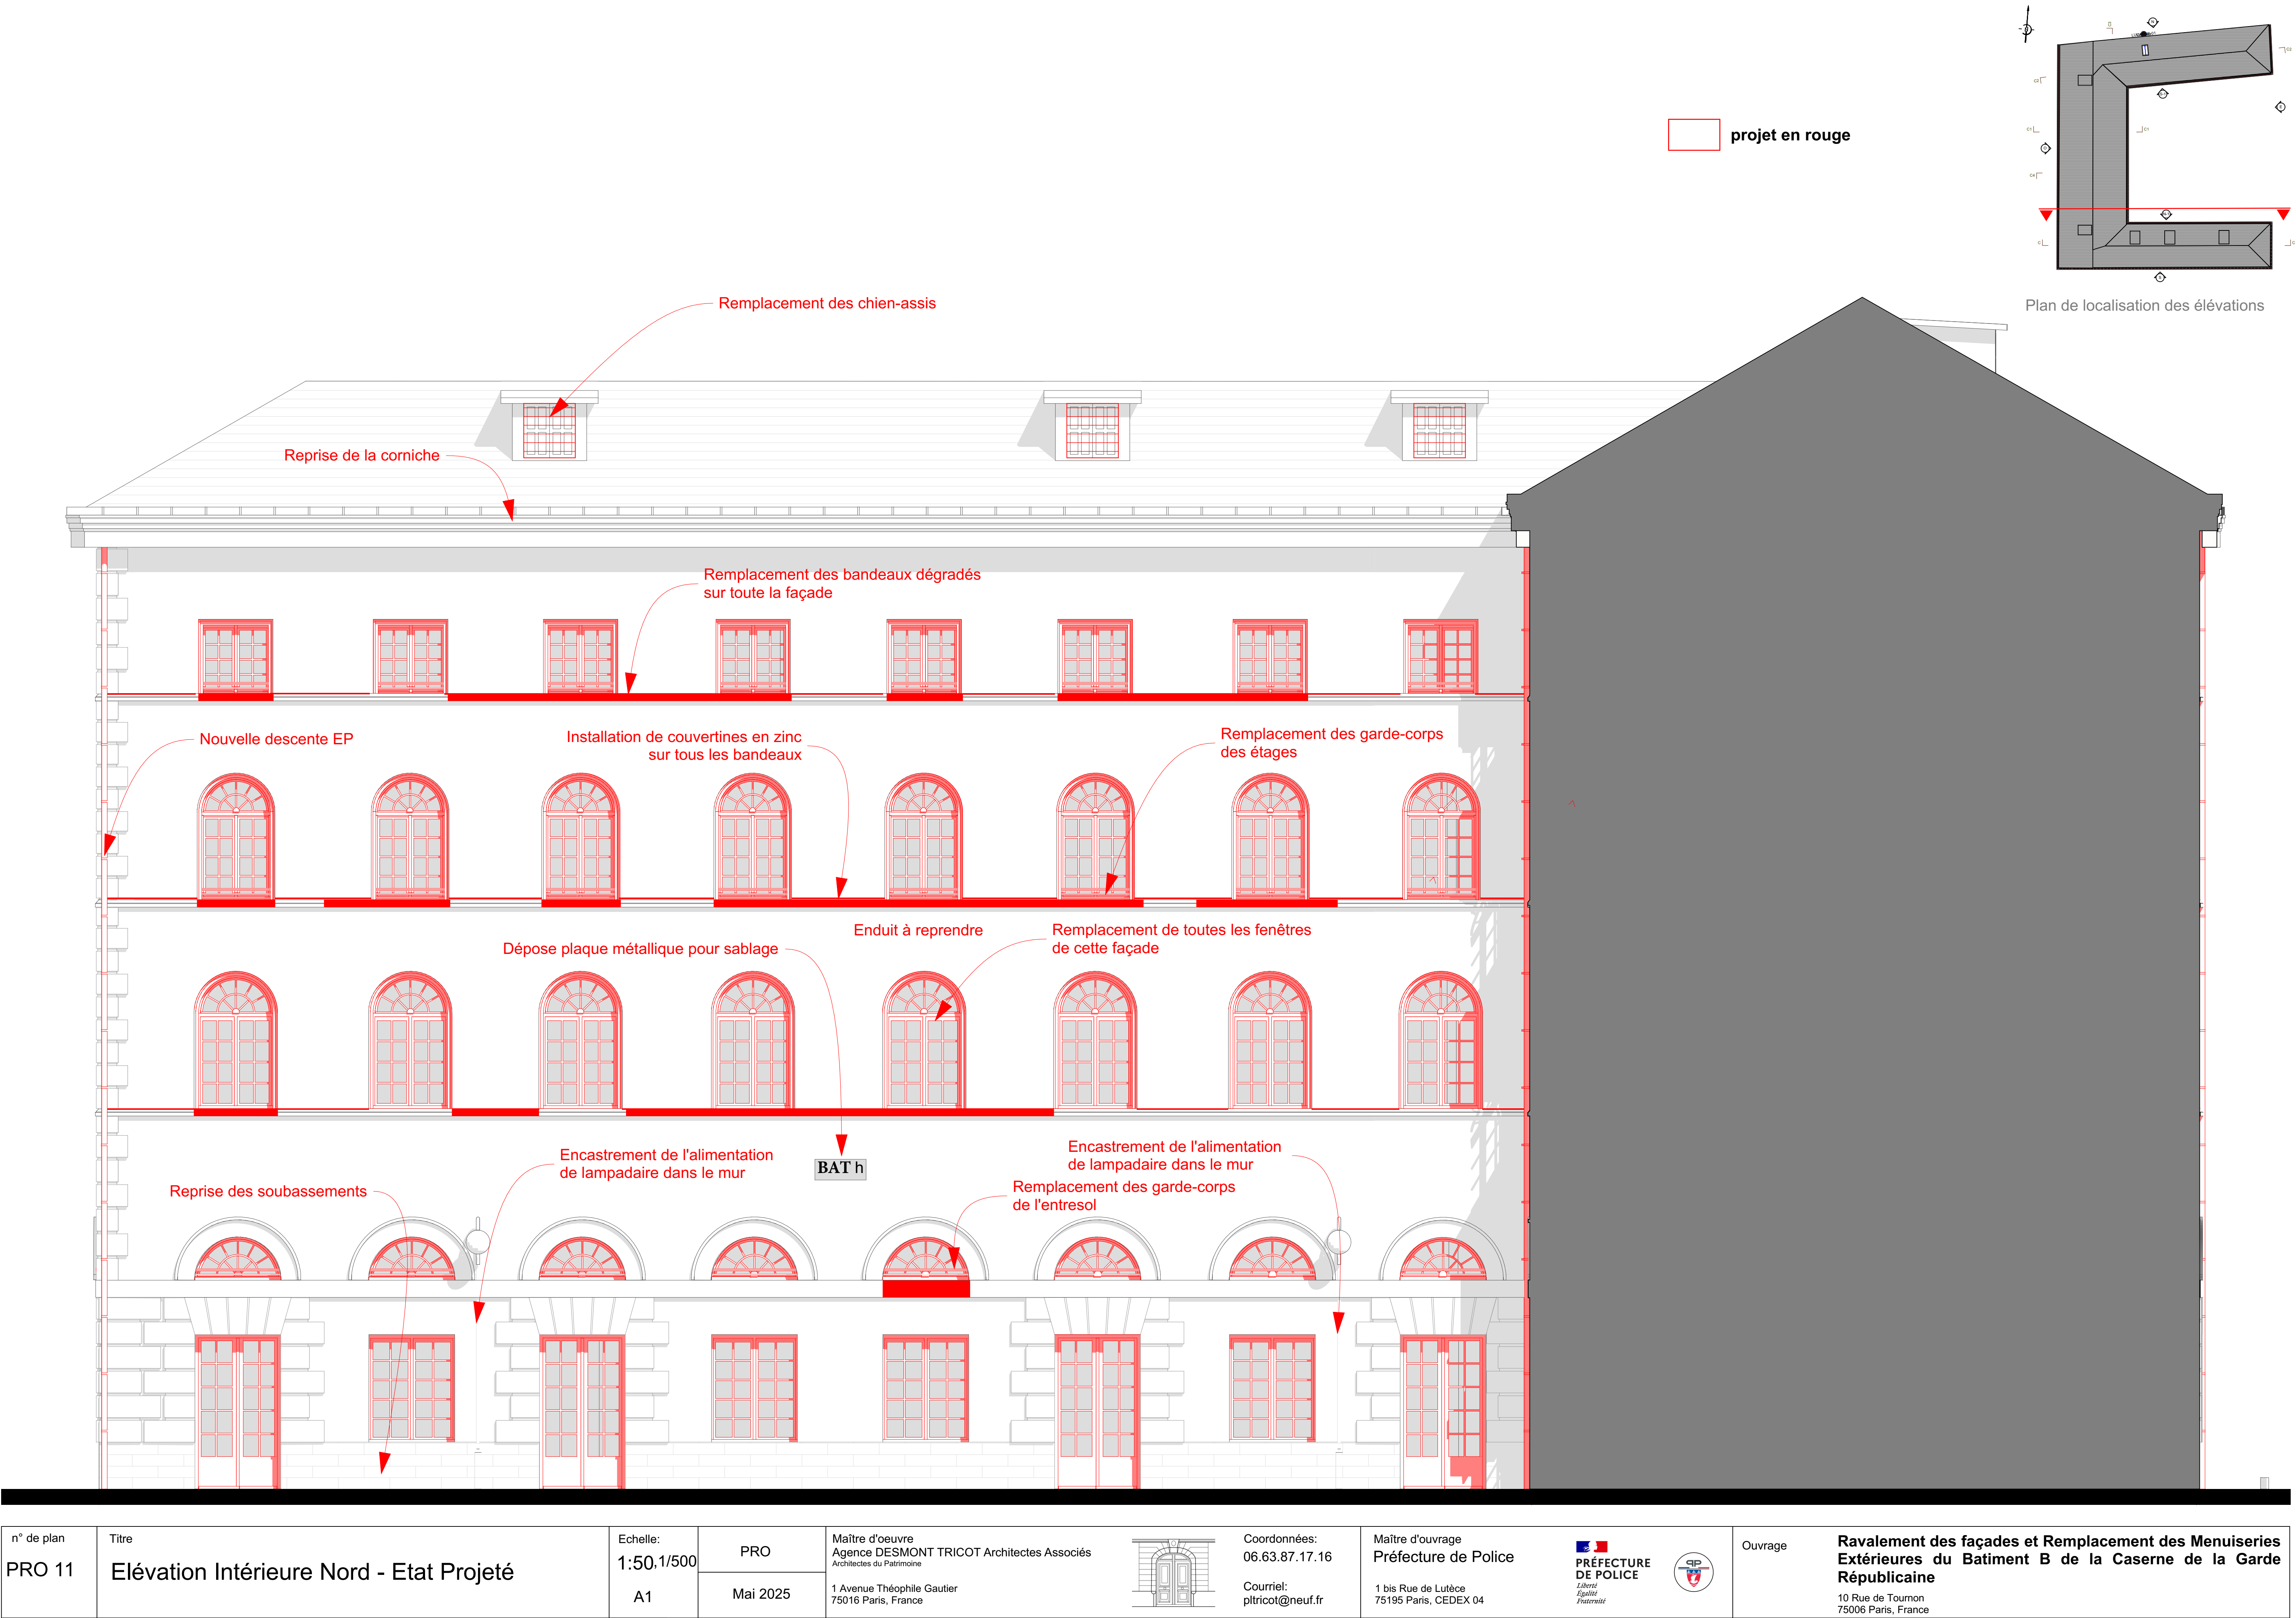 projet en rouge
Plan de localisation des élévations
Remplacement des chien-assis
Reprise de la corniche
Remplacement des bandeaux dégradés
sur toute la façade
Nouvelle descente EP
Installation de couvertines en zinc
sur tous les bandeaux
Remplacement des garde-corps
des étages
Enduit à reprendre
Remplacement de toutes les fenêtres
de cette façade
Dépose plaque métallique pour sablage
Encastrement de l'alimentation
de lampadaire dans le mur
BAT h
Encastrement de l'alimentation
de lampadaire dans le mur
Reprise des soubassements
Remplacement des garde-corps
de l'entresol
n° de plan
PRO 11
Titre
Elévation Intérieure Nord - Etat Projeté
Echelle:
1:50,1/500
A1
PRO
Mai 2025
Maître d'oeuvre
Agence DESMONT TRICOT Architectes Associés
Architectes du Patrimoine
1 Avenue Théophile Gautier
75016 Paris, France
Coordonnées:
06.63.87.17.16
Courriel:
pltricot@neuf.fr
Maître d'ouvrage
Préfecture de Police
1 bis Rue de Lutèce
75195 Paris, CEDEX 04
PRÉFECTURE
DE POLICE
Liberté
Égalité
Fraternité
PP
Ouvrage
Ravalement des façades et Remplacement des Menuiseries
Extérieures du Batiment B de la Caserne de la Garde
Républicaine
10 Rue de Tournon
75006 Paris, France